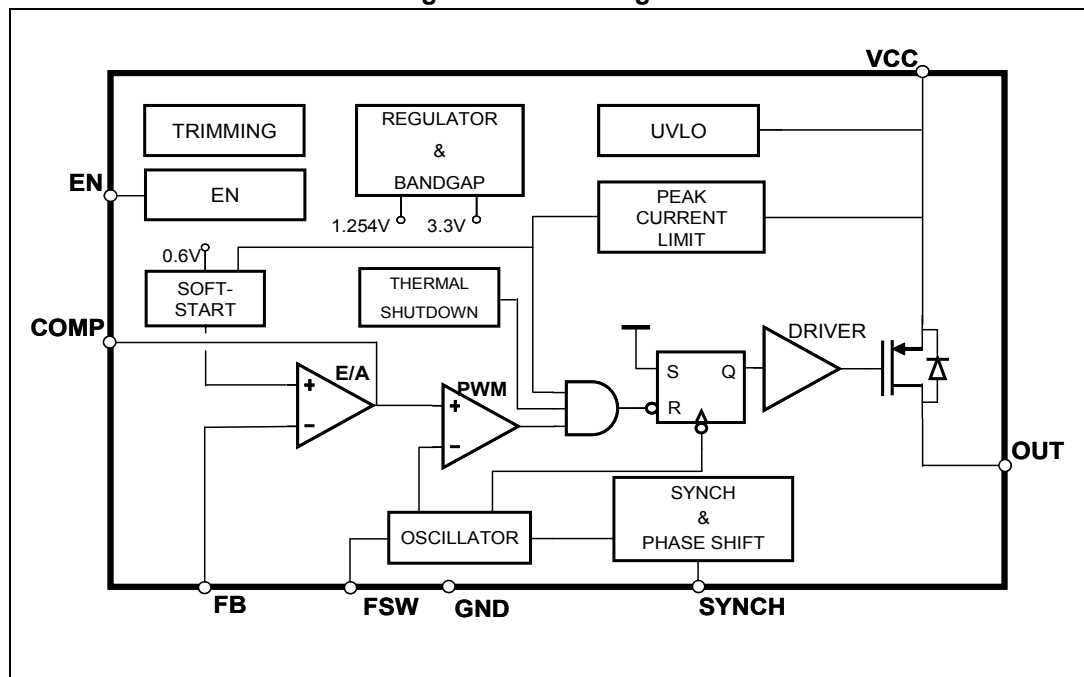 VCC
TRIMMING
REGULATOR
&
BANDGAP
UVLO
EN
EN
PEAK
CURRENT
LIMIT
1.254V
3.3V
0.6V
SOFT-
START
THERMAL
SHUTDOWN
COMP
DRIVER
E/A
+
−
PWM
+
−
S
Q
R
OUT
SYNCH
&
PHASE SHIFT
OSCILLATOR
FB
FSW
GND
SYNCH